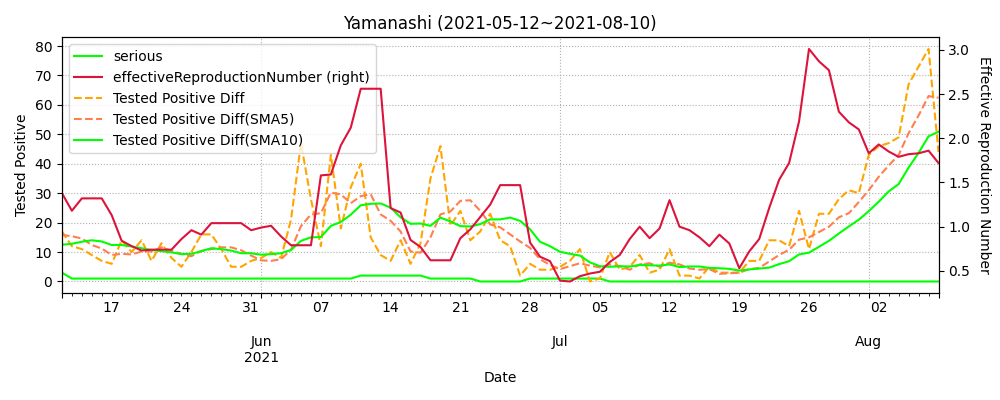 Yamanashi (2021-05-12~2021-08-10)
serious
effectiveReproductionNumber (right)
Tested Positive Diff
Tested Positive Diff(SMA5)
Tested Positive Diff(SMA10)
Tested Positive
80
70
60
50
40
30
20
10
0
3.0
2.5
2.0
1.5
1.0
0.5
Effective Reproduction Number
17 24 31 07 14 21 28 05 12 19 26 02
Jun Jul Aug
2021
Date